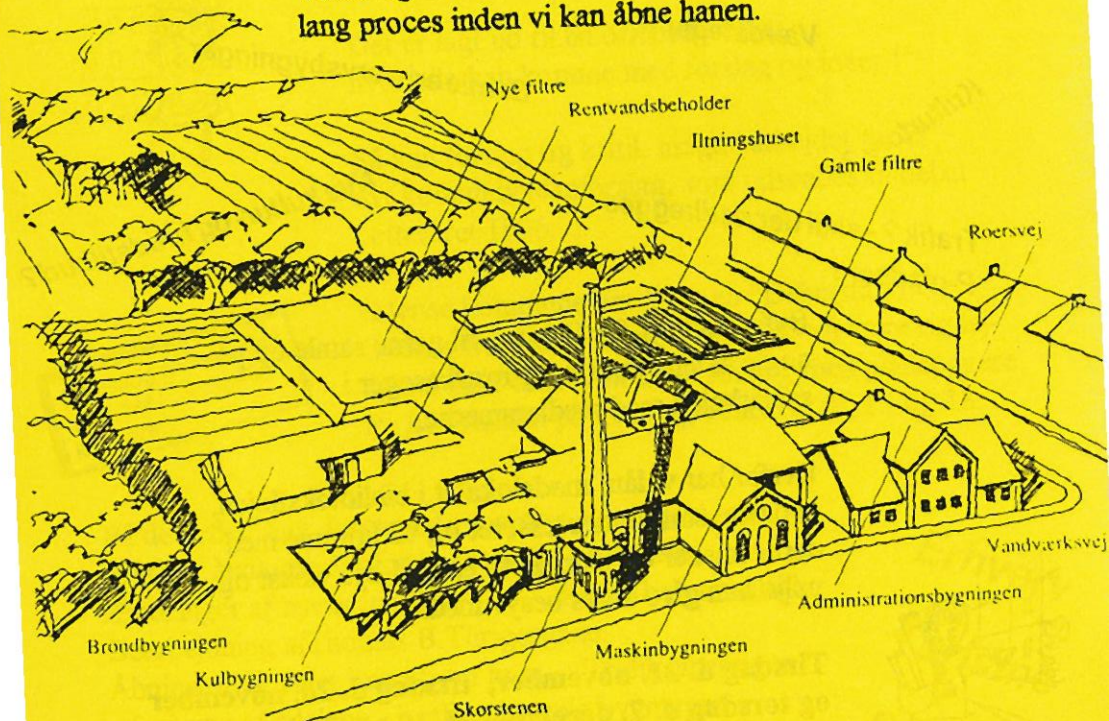 lang proces inden vi kan åbne hanen.
Nye filtre
Rentvandsbeholder
Iltningshuset
Gamle filtre
Roersvej
Vandværksvej
Administrationsbygningen
Maskinbygningen
Brøndbygningen
Kulbygningen
Skorstenen